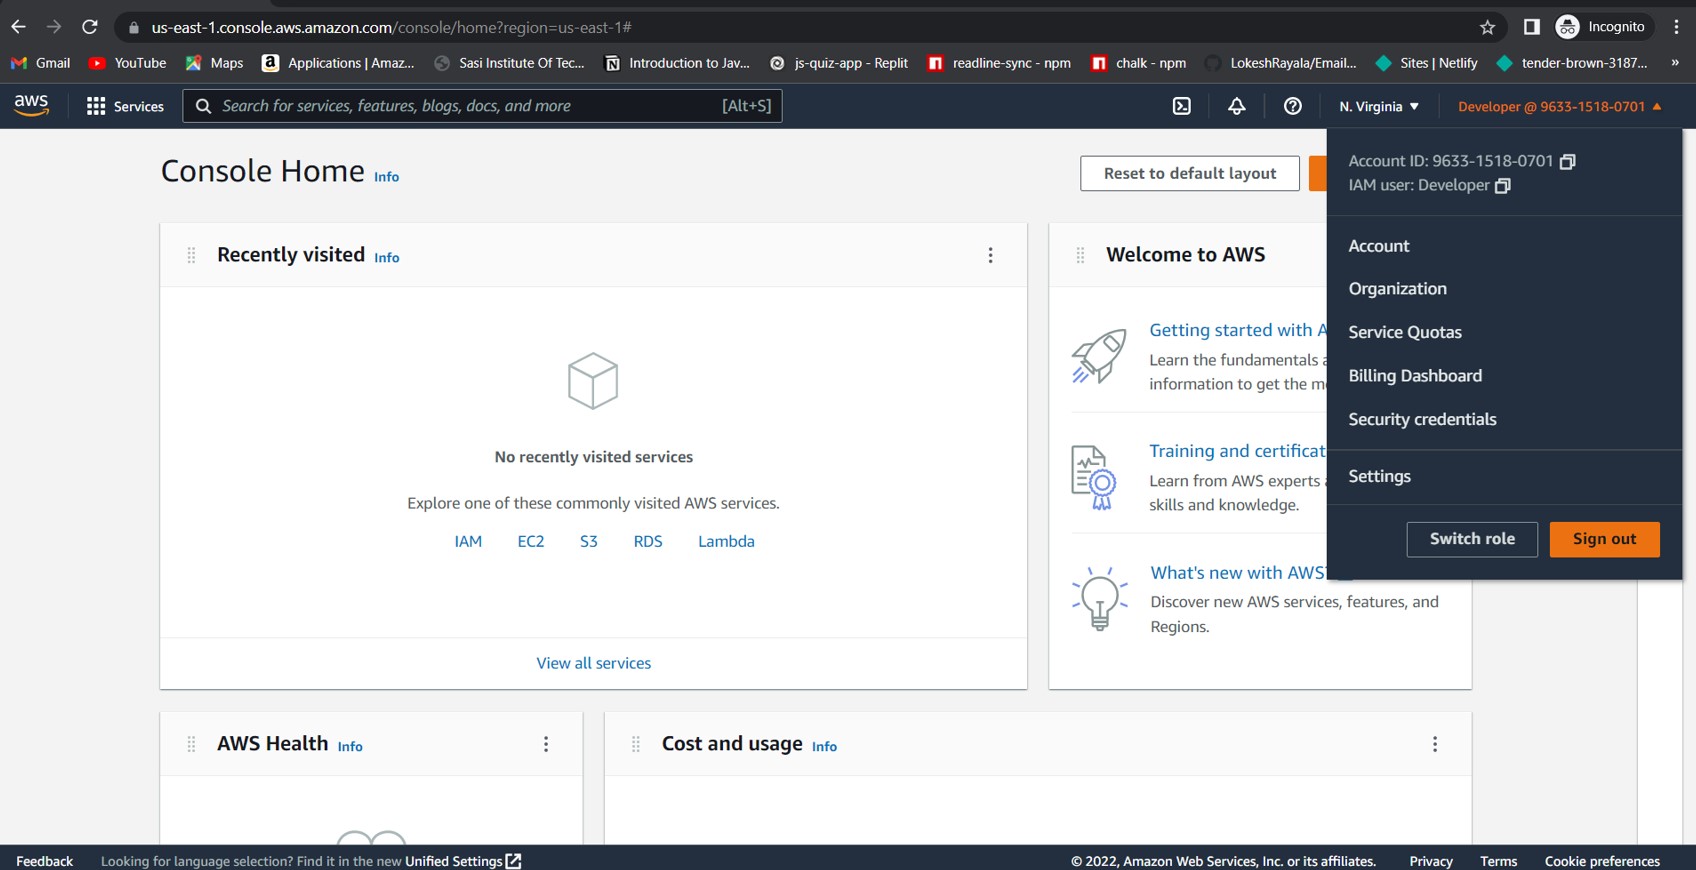 us-east-1.console.aws.amazon.com/console/home?region=us-east-1#
Incognito
Gmail YouTube Maps Applications | Amaz... Sasi Institute Of Tec... Introduction to Jav... js-quiz-app - Replit readline-sync - npm chalk - npm LokeshRayala/Email... Sites | Netlify tender-brown-3187... »
aws Services Search for services, features, blogs, docs, and more [Alt+S] N. Virginia Developer @ 9633-1518-0701
Account ID: 9633-1518-0701
IAM user: Developer
Account
Organization
Service Quotas
Billing Dashboard
Security credentials
Settings
Switch role Sign out
Console Home Info
Reset to default layout
Recently visited Info
No recently visited services
Explore one of these commonly visited AWS services.
IAM EC2 S3 RDS Lambda
View all services
Welcome to AWS
Getting started with A
Learn the fundamentals
information to get the m
Training and certificat
Learn from AWS experts
skills and knowledge.
What's new with AWS?
Discover new AWS services, features, and
Regions.
AWS Health Info
Cost and usage Info
Feedback Looking for language selection? Find it in the new Unified Settings © 2022, Amazon Web Services, Inc. or its affiliates. Privacy Terms Cookie preferences